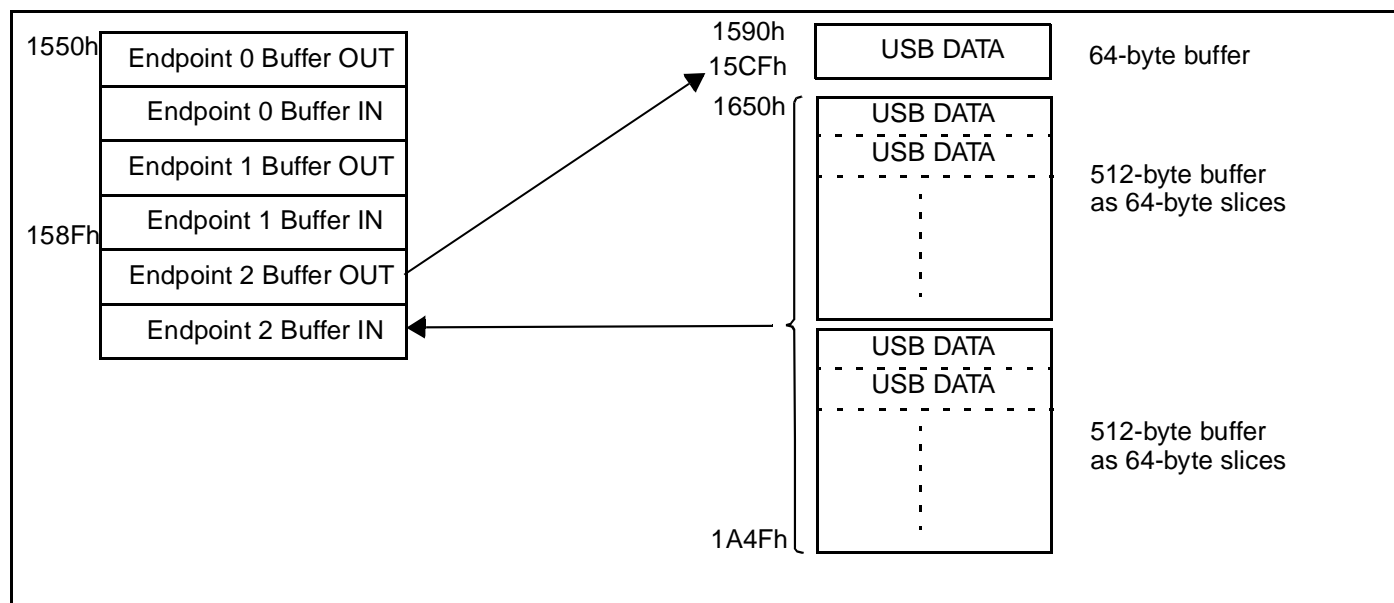 1550h
Endpoint 0 Buffer OUT
Endpoint 0 Buffer IN
Endpoint 1 Buffer OUT
Endpoint 1 Buffer IN
158Fh
Endpoint 2 Buffer OUT
Endpoint 2 Buffer IN
1590h
USB DATA
64-byte buffer
15CFh
1650h
USB DATA
USB DATA
512-byte buffer
as 64-byte slices
USB DATA
USB DATA
512-byte buffer
as 64-byte slices
1A4Fh